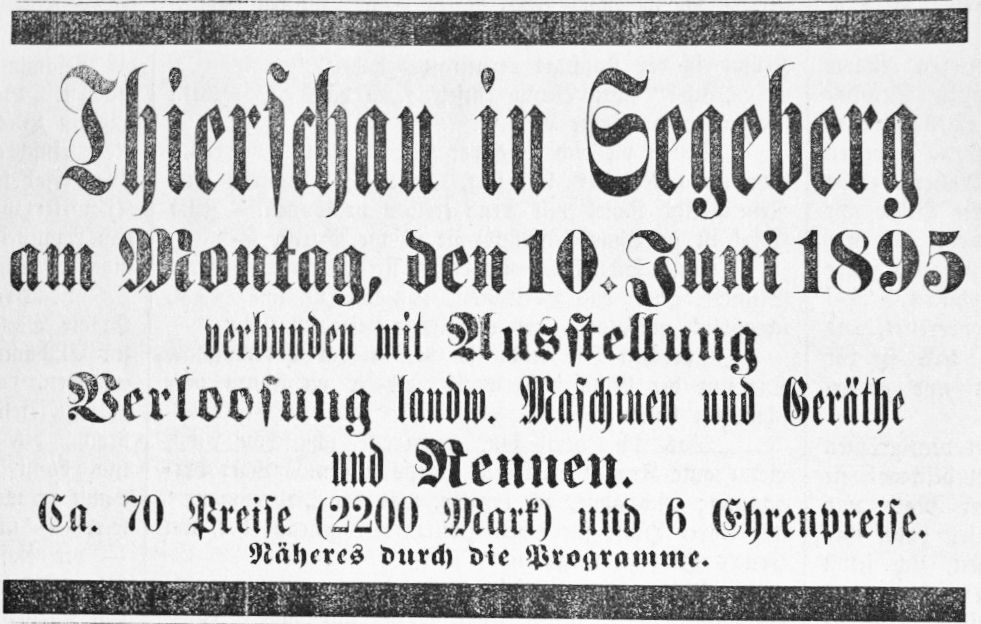 Thierschau in Segeberg
am Montag, den 10. Juni 1895
verbunden mit Ausstellung
Verloosung landw. Maschinen und Geräthe
und Rennen.
Ca. 70 Preise (2200 Mark) und 6 Ehrenpreise.
Näheres durch die Programme.